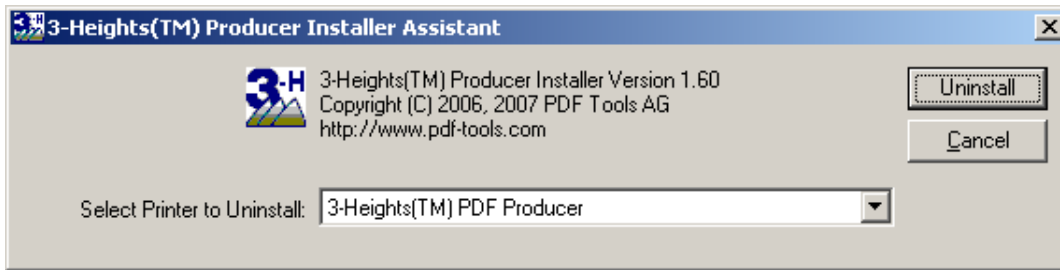 3-Heights(TM) Producer Installer Assistant
3-H
3-Heights(TM) Producer Installer Version 1.60
Copyright (C) 2006, 2007 PDF Tools AG
http://www.pdf-tools.com
Uninstall
Cancel
Select Printer to Uninstall: 3-Heights(TM) PDF Producer